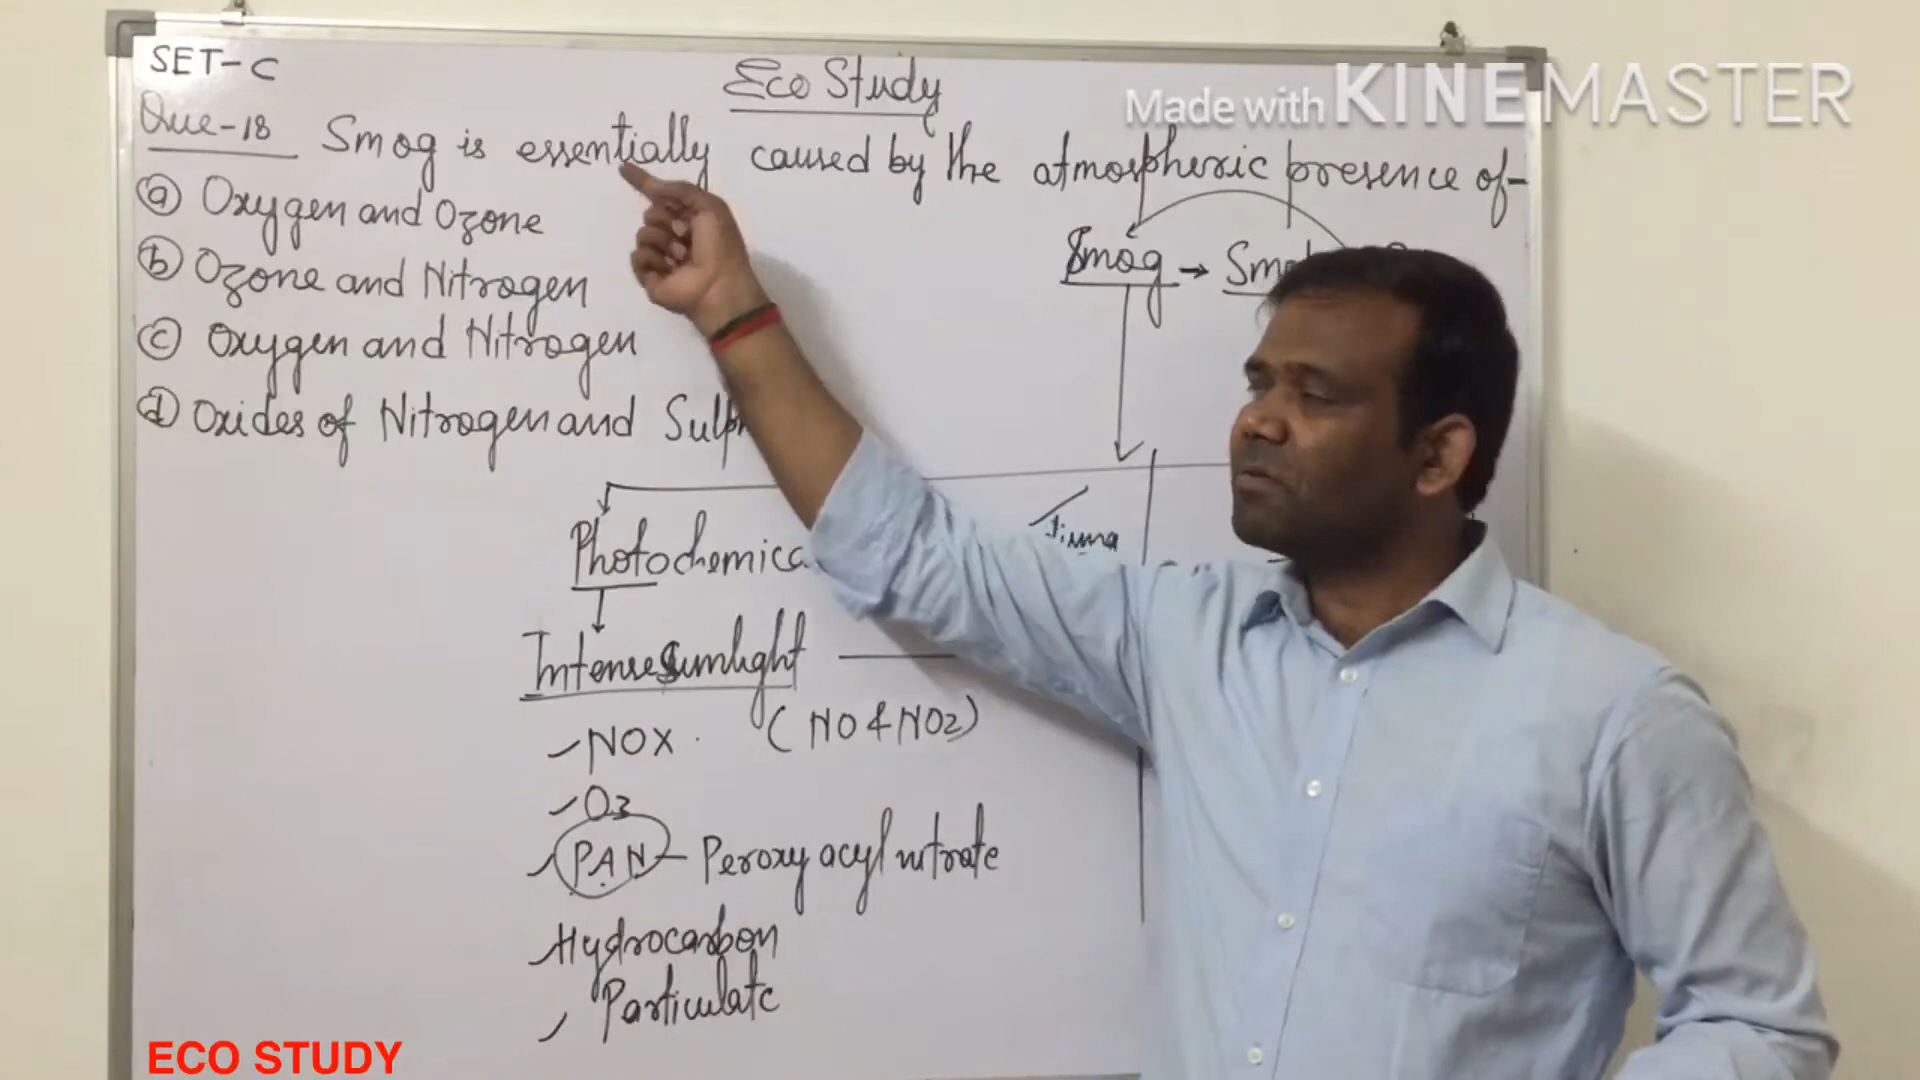 SET-C
Eco Study
Made with KINEMASTER
Que-18 Smog is essentially caused by the atmospheric presence of-
(a) Oxygen and Ozone
(b) Ozone and Nitrogen
(c) Oxygen and Nitrogen
(d) Oxides of Nitrogen and
Smog →
Photochemica
Intense Sunlight
NOX (NO & NO2)
O3
PAN - Peroxy acyl nitrate
Hydrocarbon
Particulate
ECO STUDY